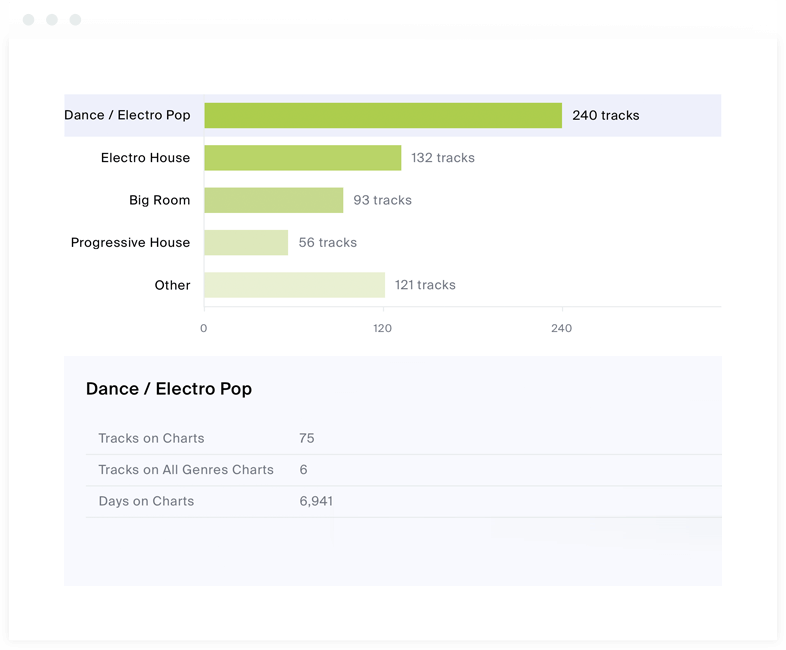 Dance / Electro Pop 240 tracks
Electro House 132 tracks
Big Room 93 tracks
Progressive House 56 tracks
Other 121 tracks
0 120 240
Dance / Electro Pop
Tracks on Charts 75
Tracks on All Genres Charts 6
Days on Charts 6,941